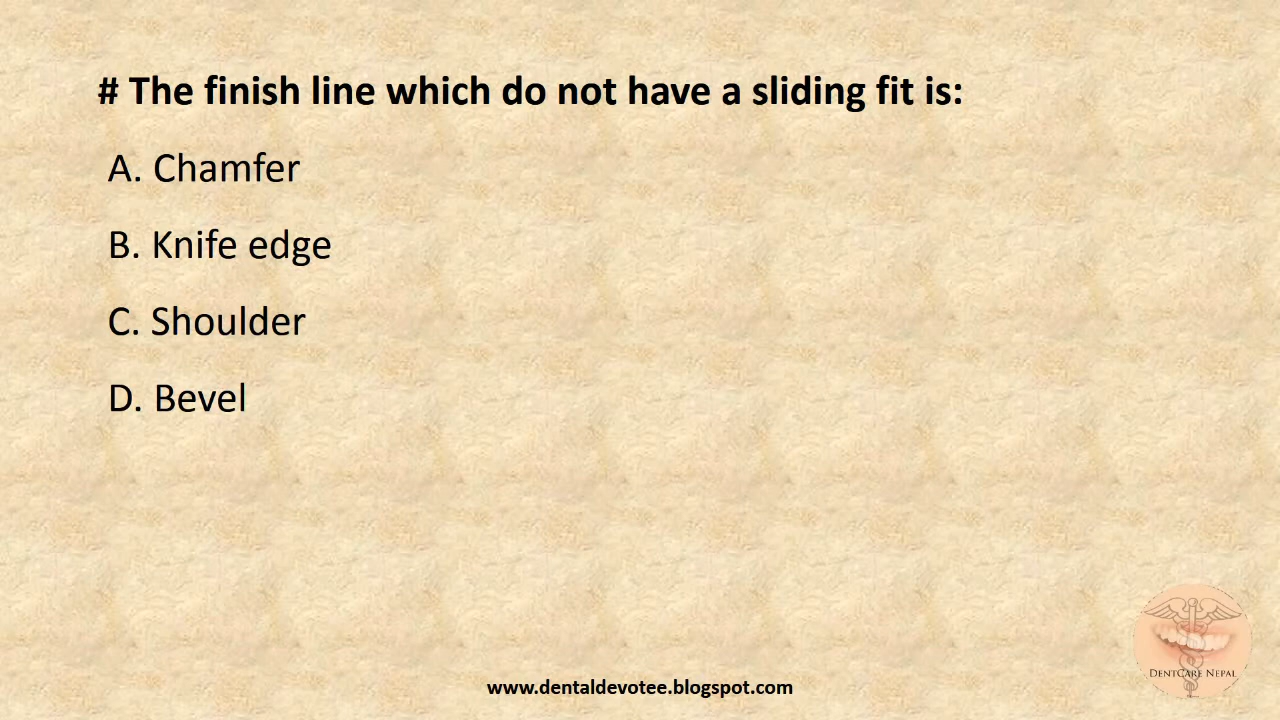 # The finish line which do not have a sliding fit is:
A. Chamfer
B. Knife edge
C. Shoulder
D. Bevel
DENTCARE NEPAL
www.dentaldevotee.blogspot.com